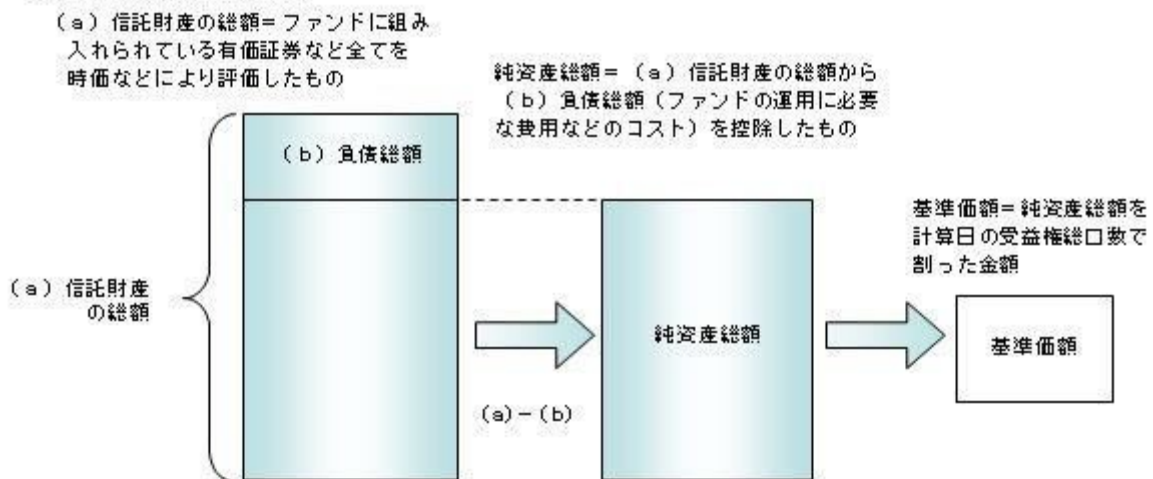 (a)信託財産の総額=ファンドに組み
入れられている有価証券など全てを
時価などにより評価したもの
純資産総額=(a)信託財産の総額から
(b)負債総額(ファンドの運用に必要
な費用などのコスト)を控除したもの
(b)負債総額
基準価額=純資産総額を
計算日の受益権総口数で
割った金額
(a)信託財産
の総額
純資産総額
基準価額
(a)-(b)